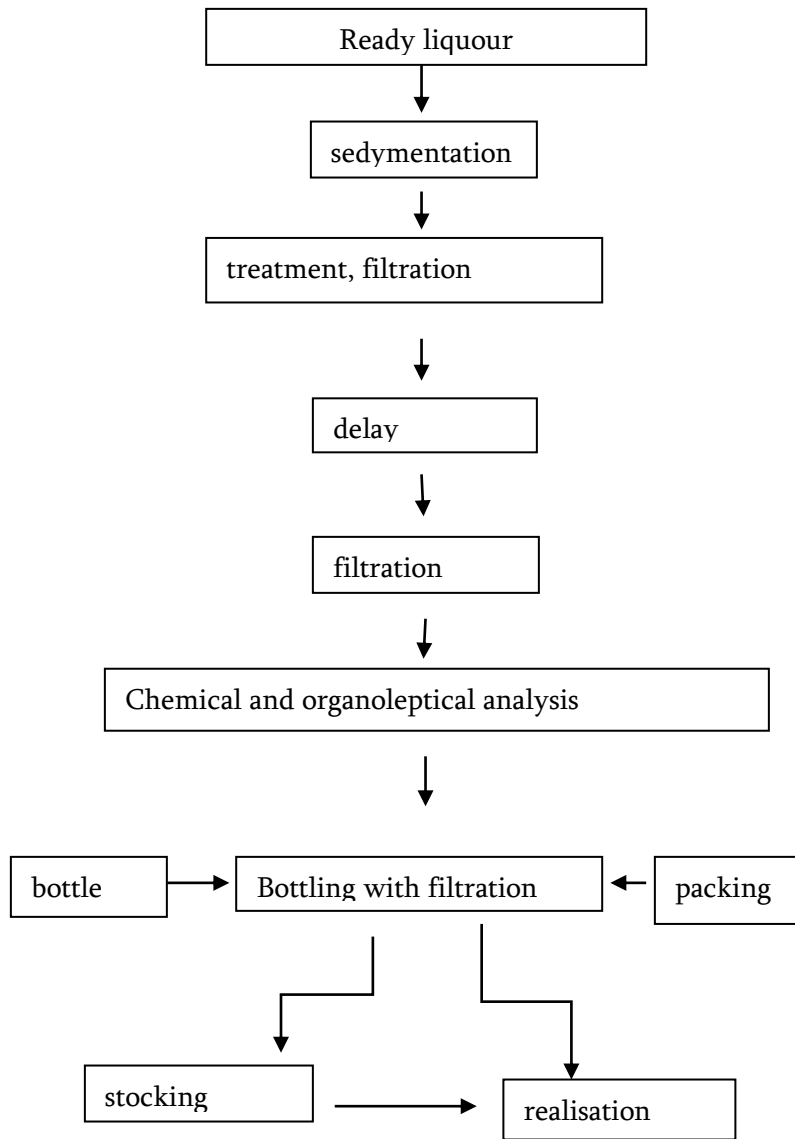 Ready liquour
sedymentation
treatment, filtration
delay
filtration
Chemical and organoleptical analysis
bottle
Bottling with filtration
packing
stocking
realisation